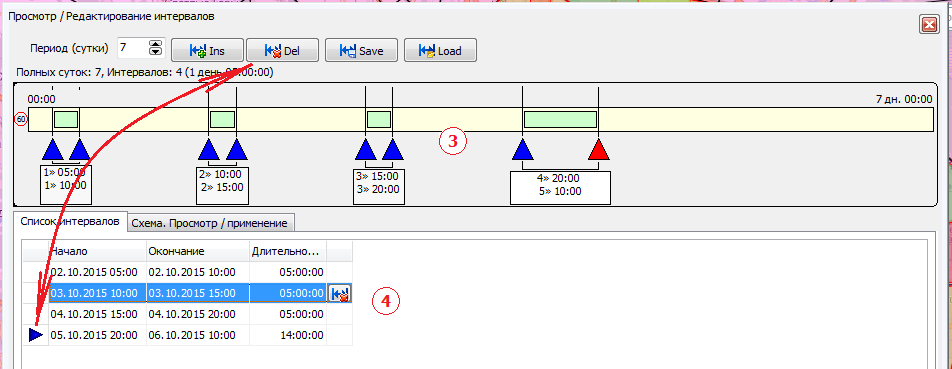 Просмотр / Редактирование интервалов
Период (сутки) 7 Ins Del Save Load
Полных суток: 7, Интервалов: 4 (1 день 05:00:00)
00:00 7 дн. 00:00
60
3
1» 05:00
1» 10:00
2» 10:00
2» 15:00
3» 15:00
3» 20:00
4» 20:00
5» 10:00
Список интервалов Схема. Просмотр / применение
Начало Окончание Длительно...
02.10.2015 05:00 02.10.2015 10:00 05:00:00
03.10.2015 10:00 03.10.2015 15:00 05:00:00
4
04.10.2015 15:00 04.10.2015 20:00 05:00:00
05.10.2015 20:00 06.10.2015 10:00 14:00:00